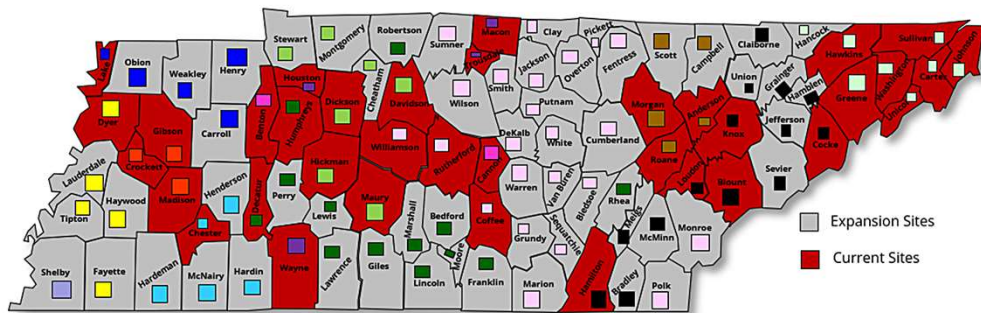 Stewart
Montgomery
Robertson
Sumner
Macon
Trousdale
Clay
Pickett
Jackson
Overton
Fentress
Scott
Campbell
Claiborne
Hancock
Hawkins
Sullivan
Johnson
Carter
Washington
Unicoi
Greene
Lake
Obion
Weakley
Henry
Houston
Humphreys
Dickson
Cheatham
Davidson
Wilson
Smith
Putnam
Morgan
Anderson
Union
Grainger
Hamblen
Jefferson
Cocke
Knox
Dyer
Gibson
Carroll
Benton
Hickman
Williamson
Rutherford
Cannon
DeKalb
White
Cumberland
Roane
Loudon
Blount
Sevier
Crockett
Lauderdale
Haywood
Madison
Henderson
Decatur
Perry
Lewis
Maury
Marshall
Bedford
Coffee
Warren
Van Buren
Bledsoe
Rhea
Meigs
McMinn
Monroe
Tipton
Chester
Shelby
Fayette
Hardeman
McNairy
Hardin
Wayne
Lawrence
Giles
Lincoln
Moore
Franklin
Grundy
Sequatchie
Marion
Hamilton
Bradley
Polk
Expansion Sites
Current Sites